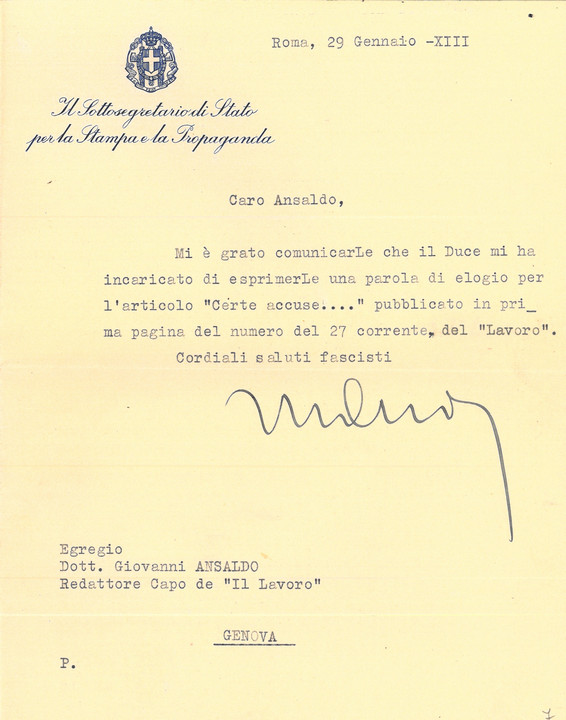 Roma, 29 Gennaio -XIII
Il Sottosegretario di Stato
per la Stampa e la Propaganda
Caro Ansaldo,
Mi è grato comunicarLe che il Duce mi ha
incaricato di esprimerLe una parola di elogio per
l'articolo "Certe accuse...." pubblicato in pri_
ma pagina del numero del 27 corrente, del "Lavoro".
Cordiali saluti fascisti
Egregio
Dott. Giovanni ANSALDO
Redattore Capo de "Il Lavoro"
GENOVA
P.